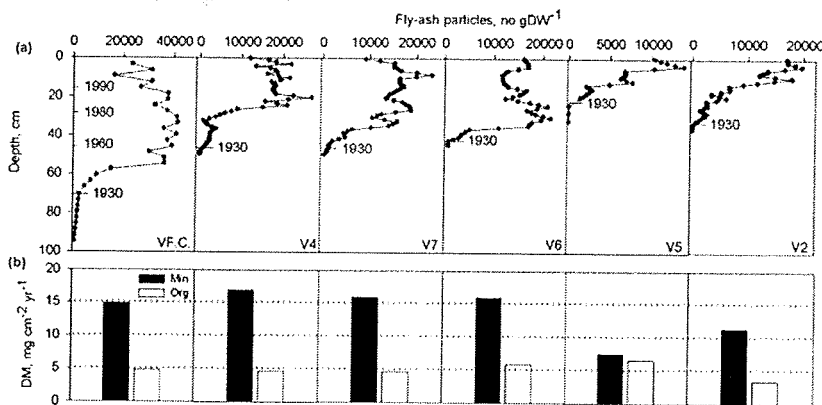 Fly-ash particles, no gDW-1
(a)
0 20000 40000
10000 20000
0 10000 20000
0 10000 20000
0 5000 10000
0 10000 20000
Depth, cm
0
20
40
60
80
100
1990
1980
1960
1930
1930
1930
1930
1930
1930
VF.C.
V4
V7
V6
V5
V2
(b)
DM, mg cm-2 yr-1
20
15
10
5
0
Min
Org